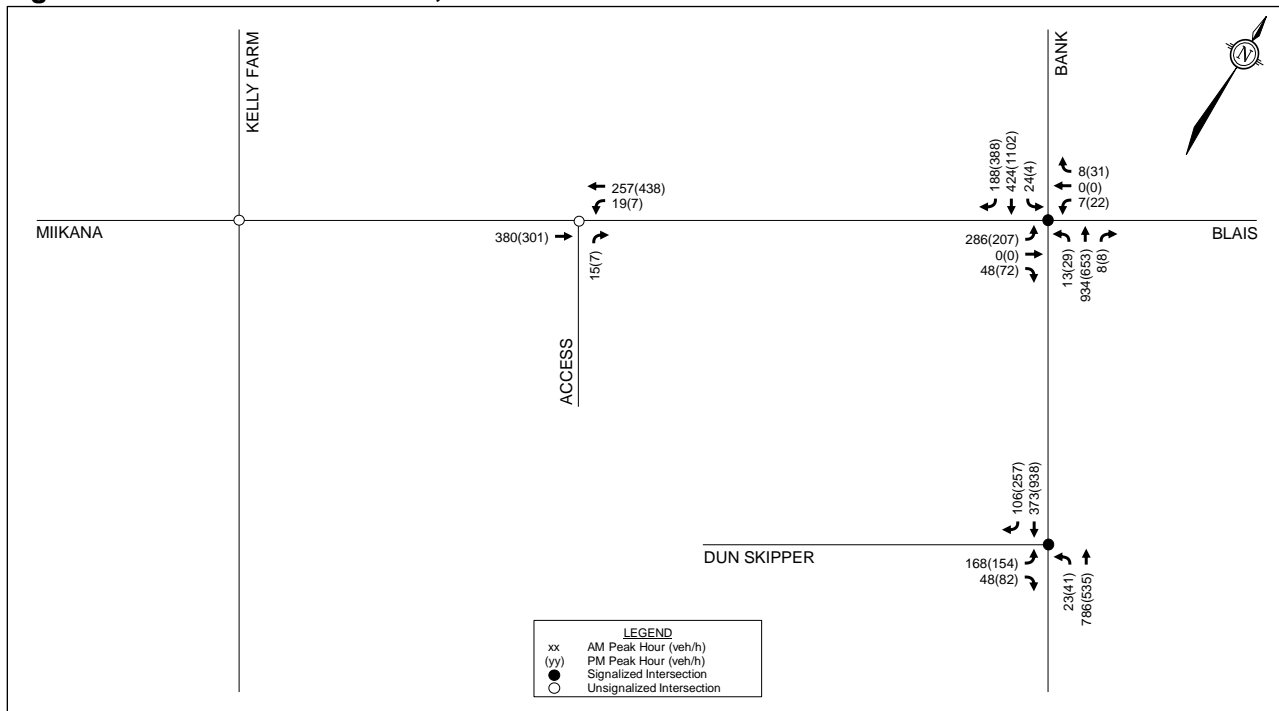 KELLY FARM
BANK
N
188(388)
424(1102)
24(4)
8(31)
0(0)
7(22)
257(438)
19(7)
MIIKANA
BLAIS
380(301)
15(7)
286(207)
0(0)
48(72)
13(29)
934(653)
8(8)
ACCESS
106(257)
373(938)
DUN SKIPPER
168(154)
48(82)
23(41)
786(535)
LEGEND
xx AM Peak Hour (veh/h)
(yy) PM Peak Hour (veh/h)
Signalized Intersection
Unsignalized Intersection